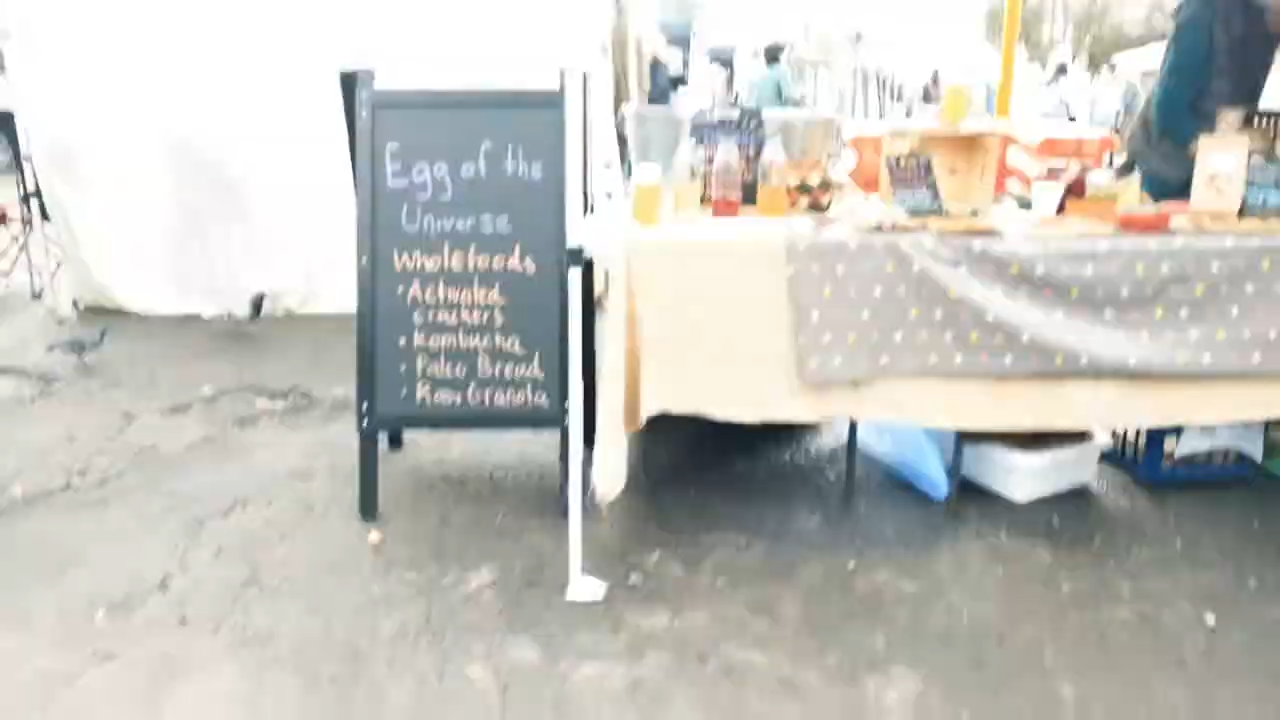 Egg of the
Universe
wholefoods
• Activated
crackers
• Kombucha
• Paleo Bread
• Raw Granola